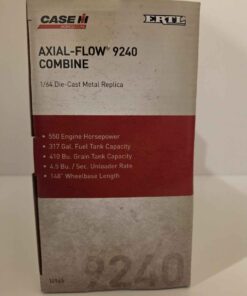 CASE IH
AGRICULTURE
ERTL
AXIAL-FLOW® 9240
COMBINE
1/64 Die-Cast Metal Replica
• 550 Engine Horsepower
• 317 Gal. Fuel Tank Capacity
• 410 Bu. Grain Tank Capacity
• 4.5 Bu. / Sec. Unloader Rate
• 148" Wheelbase Length
9240